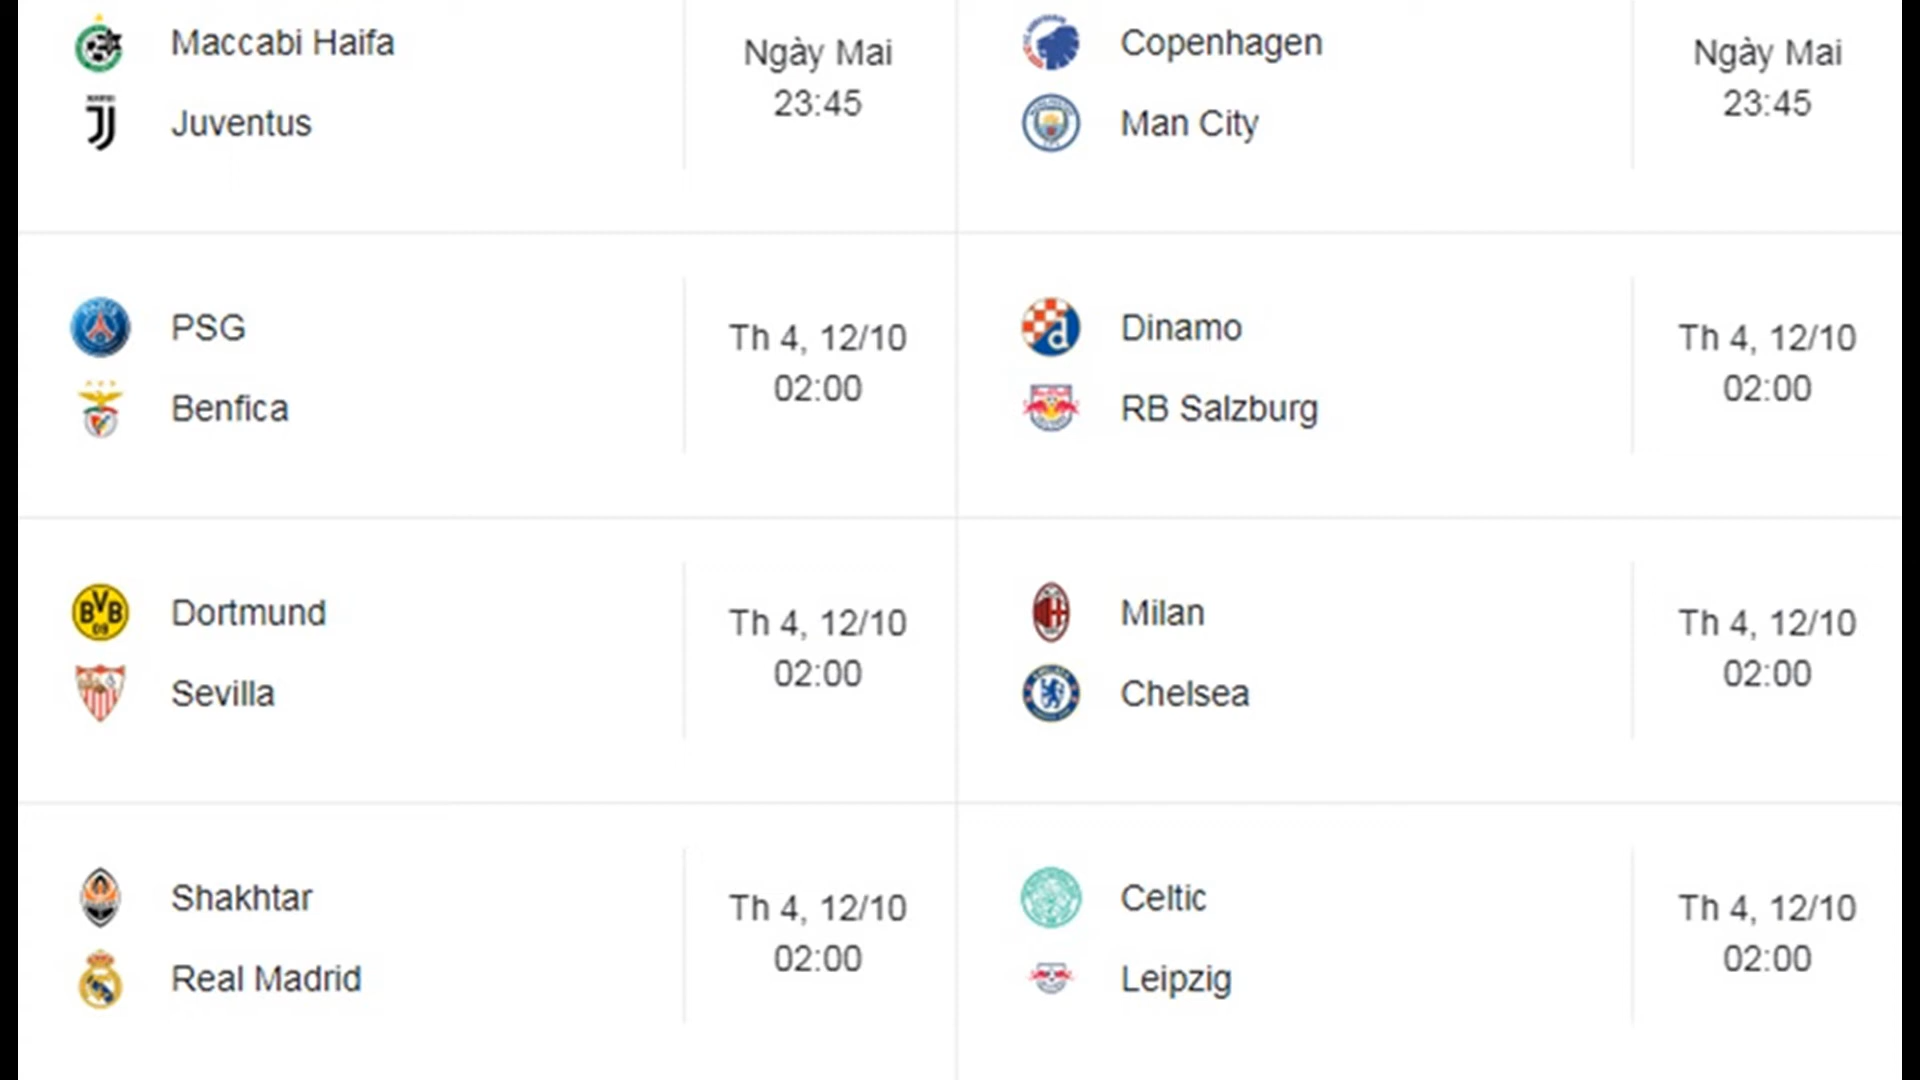 Maccabi Haifa
Juventus
Ngày Mai
23:45
Copenhagen
Man City
Ngày Mai
23:45
PSG
Benfica
Th 4, 12/10
02:00
Dinamo
RB Salzburg
Th 4, 12/10
02:00
Dortmund
Sevilla
Th 4, 12/10
02:00
Milan
Chelsea
Th 4, 12/10
02:00
Shakhtar
Real Madrid
Th 4, 12/10
02:00
Celtic
Leipzig
Th 4, 12/10
02:00